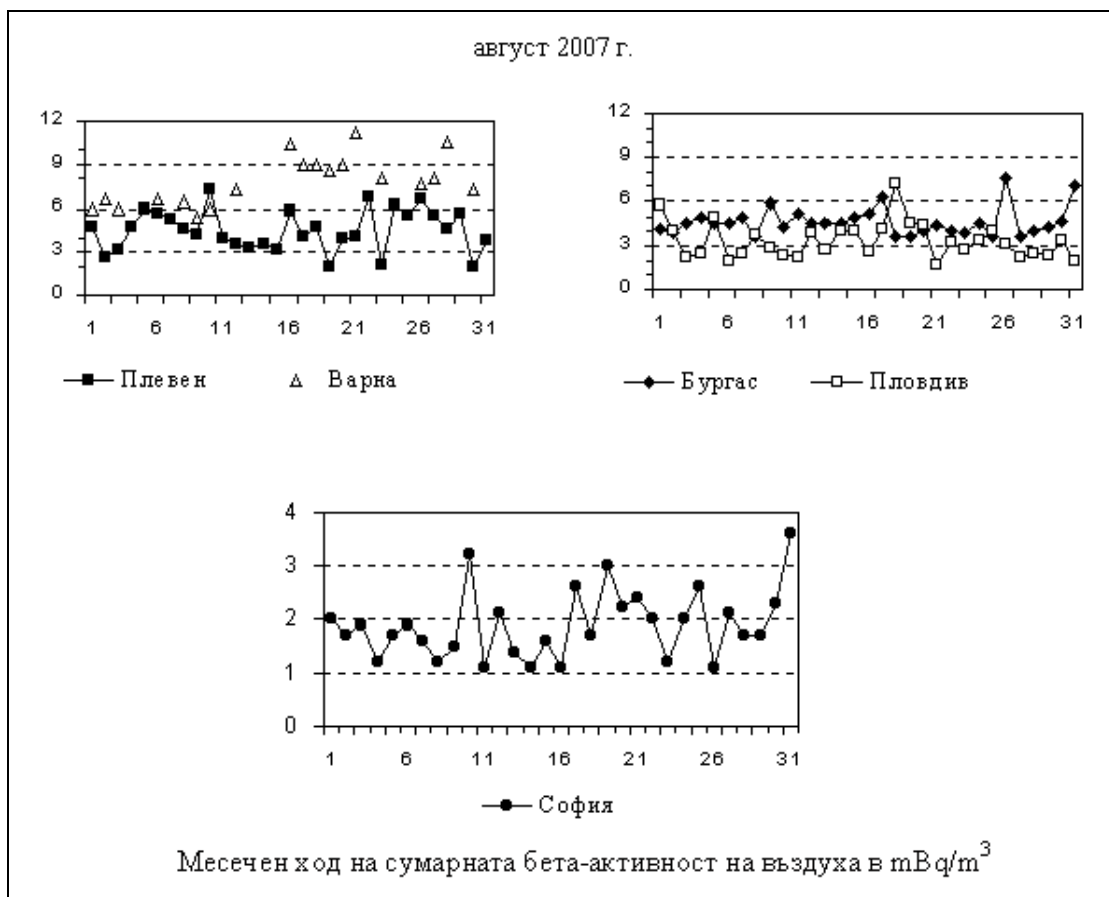 август 2007 г.
12
9
6
3
0
1 6 11 16 21 26 31
Плевен Варна
12
9
6
3
0
1 6 11 16 21 26 31
Бургас Пловдив
4
3
2
1
0
1 6 11 16 21 26 31
София
Месечен ход на сумарната бета-активност на въздуха в mBq/m³